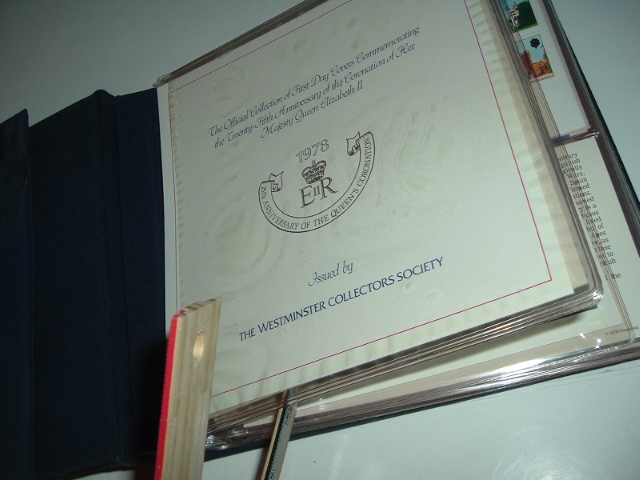 The Official Collection of First Day Covers Commemorating
the Twenty-Fifth Anniversary of the Coronation of Her
Majesty Queen Elizabeth II
1978
EIIR
25th ANNIVERSARY OF THE QUEEN'S CORONATION
Issued by
THE WESTMINSTER COLLECTORS SOCIETY